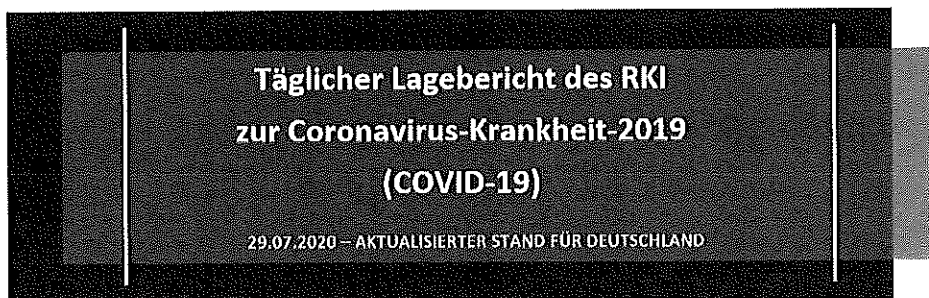 Täglicher Lagebericht des RKI
zur Coronavirus-Krankheit-2019
(COVID-19)
29.07.2020 – AKTUALISIERTER STAND FÜR DEUTSCHLAND